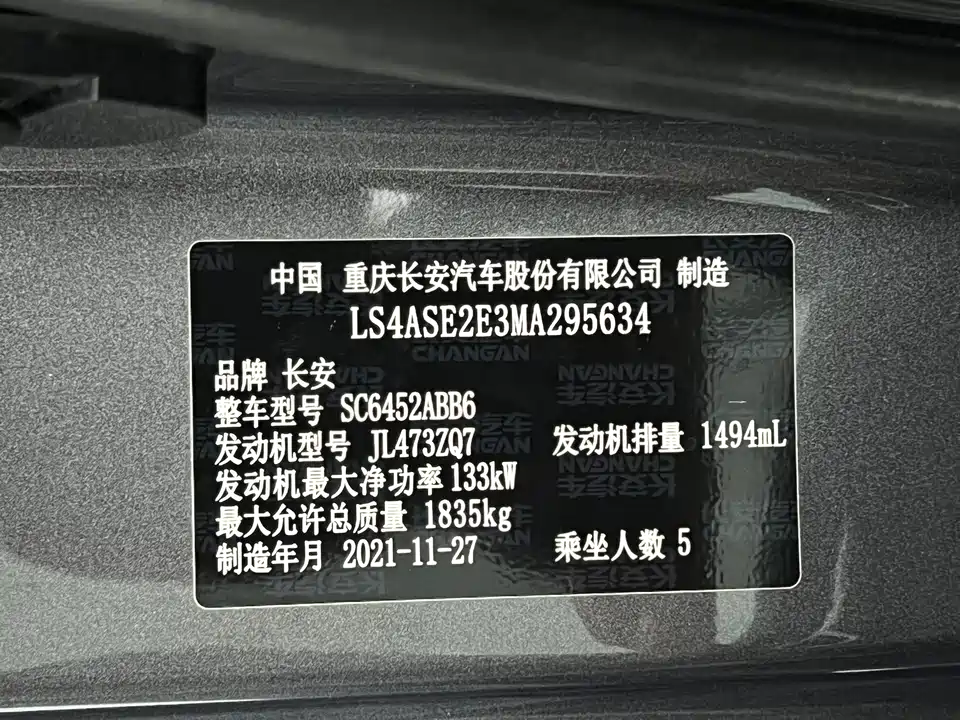 中国 重庆长安汽车股份有限公司 制造
LS4ASE2E3MA295634
品牌 长安
整车型号 SC6452ABB6
发动机型号 JL473ZQ7 发动机排量 1494mL
发动机最大净功率 133kW
最大允许总质量 1835kg
制造年月 2021-11-27 乘坐人数 5